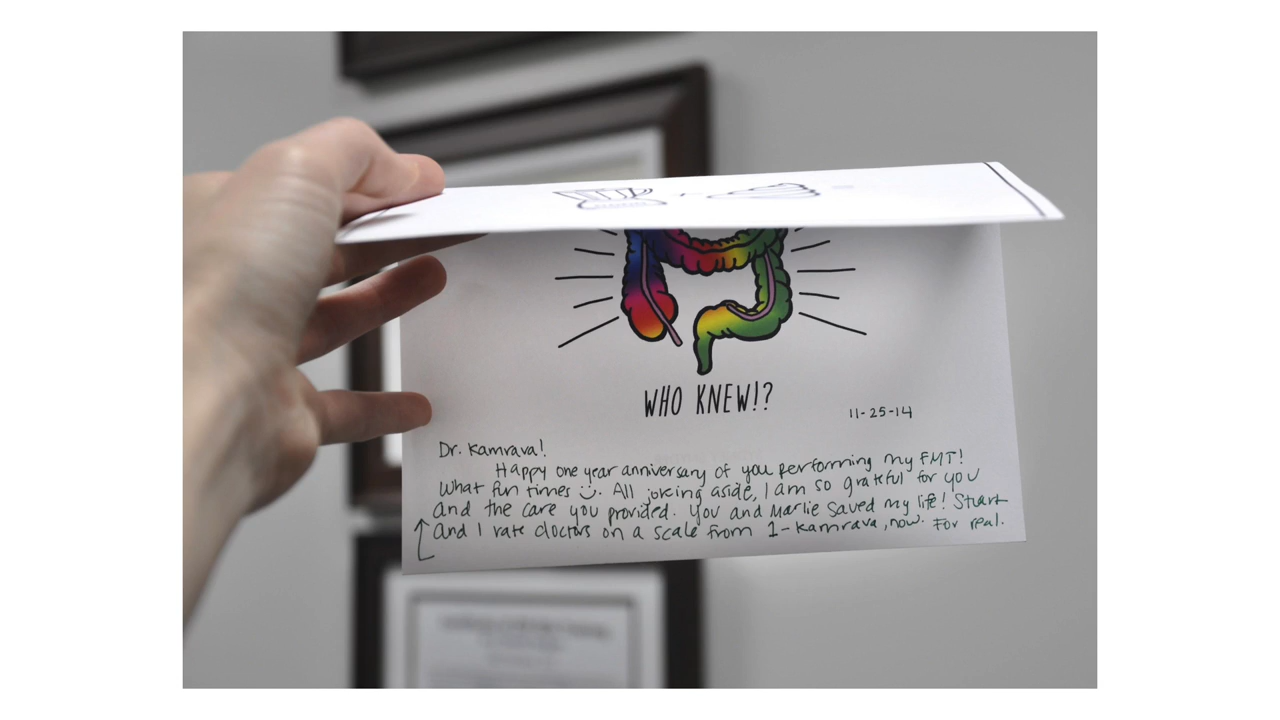 WHO KNEW!?
11-25-14
Dr. Kamrava!
Happy one year anniversary of you performing my FMT!
What fun times :). All joking aside, I am so grateful for you
and the care you provided. You and Marlie saved my life! Stuart
and I rate doctors on a scale from 1-Kamrava, now. For real.